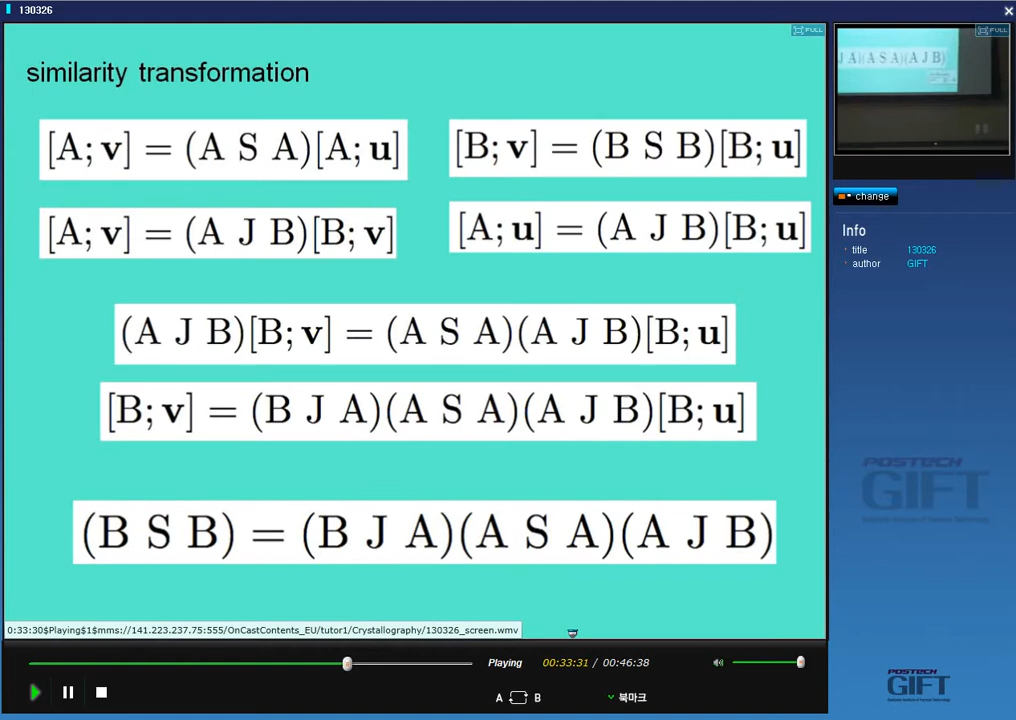 130326
FULL
FULL
similarity transformation
[A; v] = (A S A)[A; u]
[B; v] = (B S B)[B; u]
[A; v] = (A J B)[B; v]
[A; u] = (A J B)[B; u]
(A J B)[B; v] = (A S A)(A J B)[B; u]
[B; v] = (B J A)(A S A)(A J B)[B; u]
(B S B) = (B J A)(A S A)(A J B)
J A)(A S A)(A J B)
change
Info
title 130326
author GIFT
POSTECH
GIFT
0:33:30$Playing$1$mms://141.223.237.75:555/OnCastContents_EU/tutor1/Crystallography/130326_screen.wmv
Playing 00:33:31 / 00:46:38
A B 북마크
POSTECH
GIFT